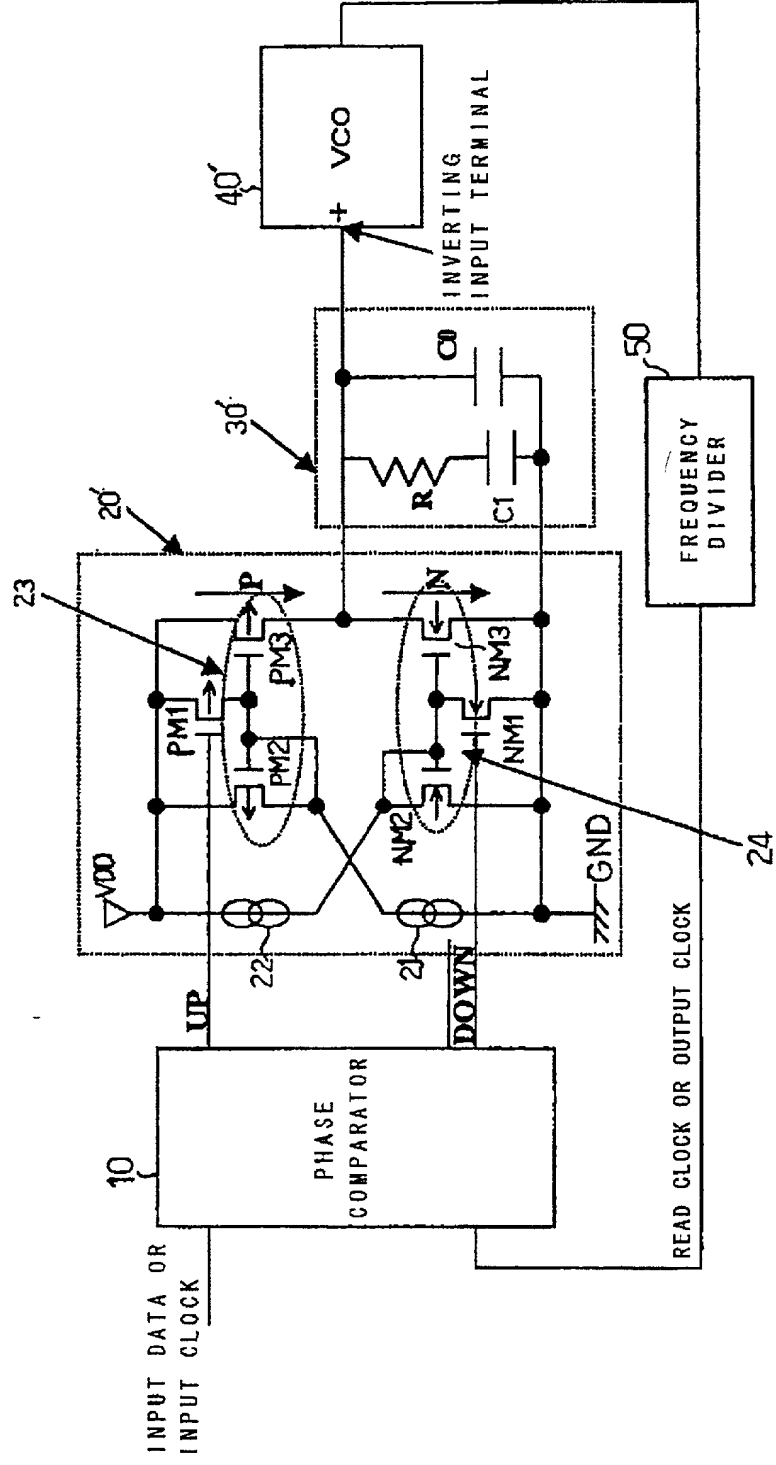 INPUT DATA OR
INPUT CLOCK
10
PHASE
COMPARATOR
UP
DOWN
READ CLOCK OR OUTPUT CLOCK
20'
VDD
22
21
GND
23
PM1
PM2
PM3
P
N
NM2
NM1
NM3
24
30'
R
C1
C0
40'
+
VCO
INVERTING
INPUT TERMINAL
50
FREQUENCY
DIVIDER